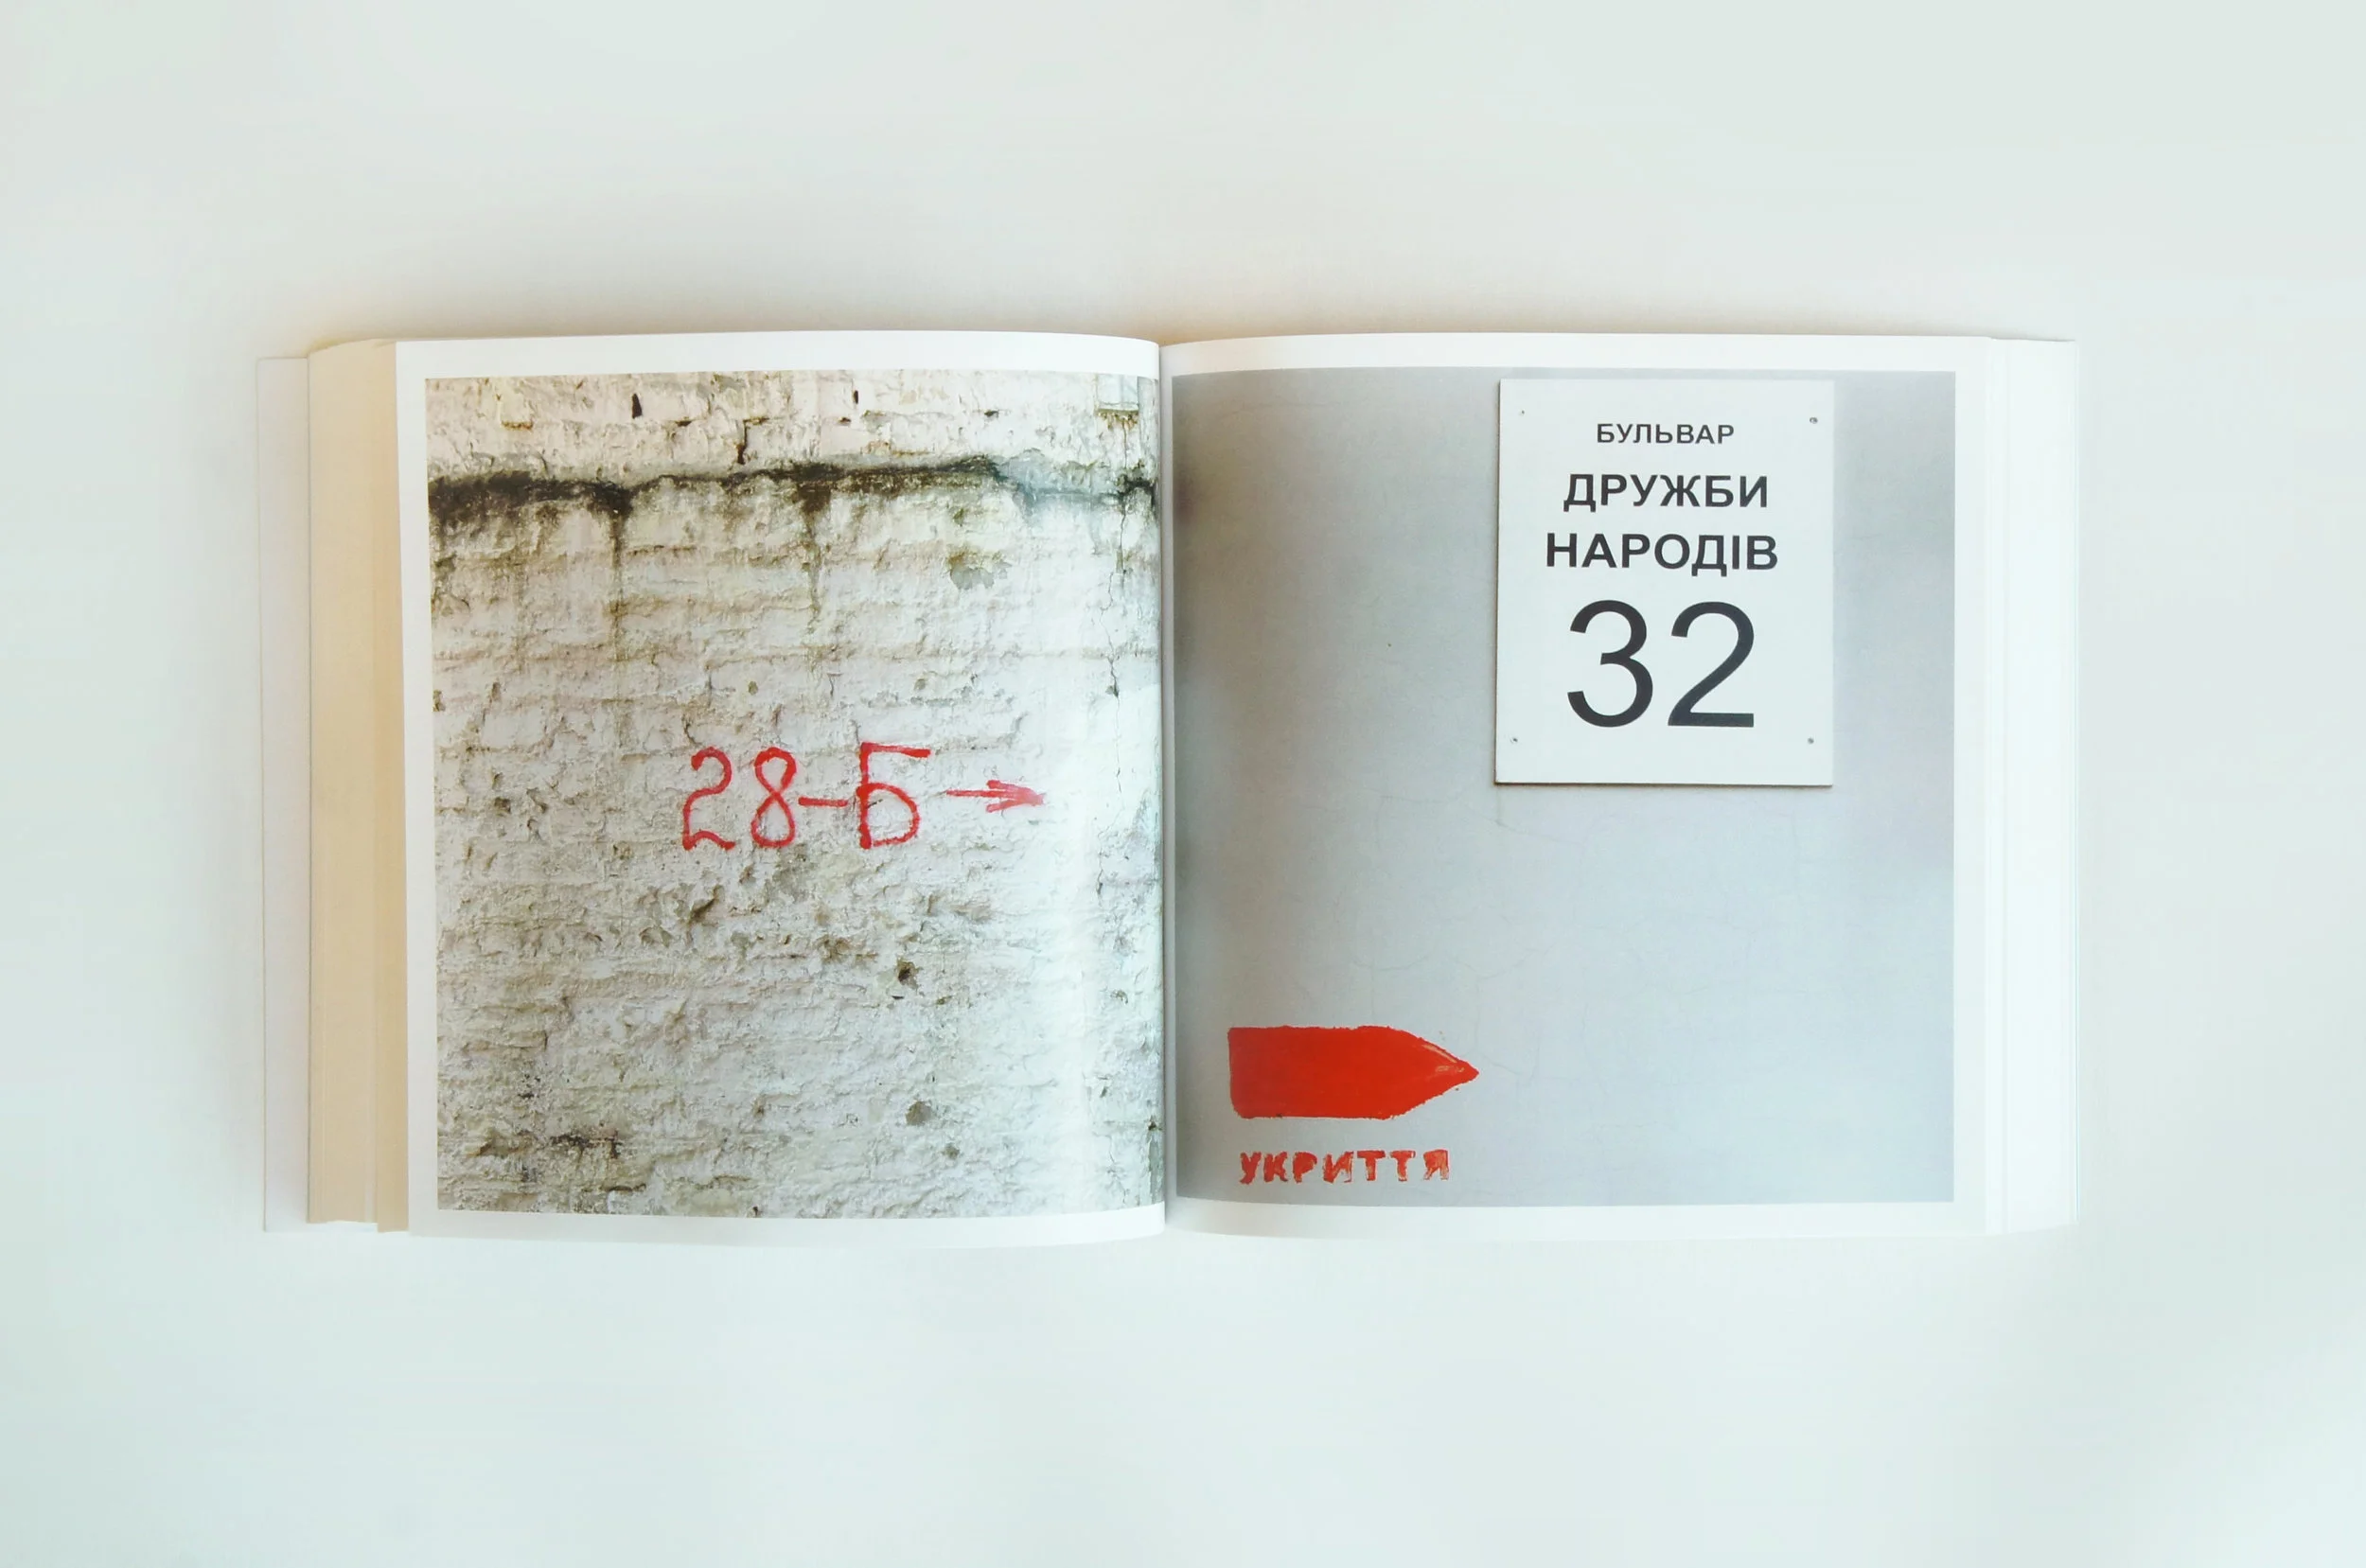 28-Б →
БУЛЬВАР
ДРУЖБИ
НАРОДІВ
32
УКРИТТЯ